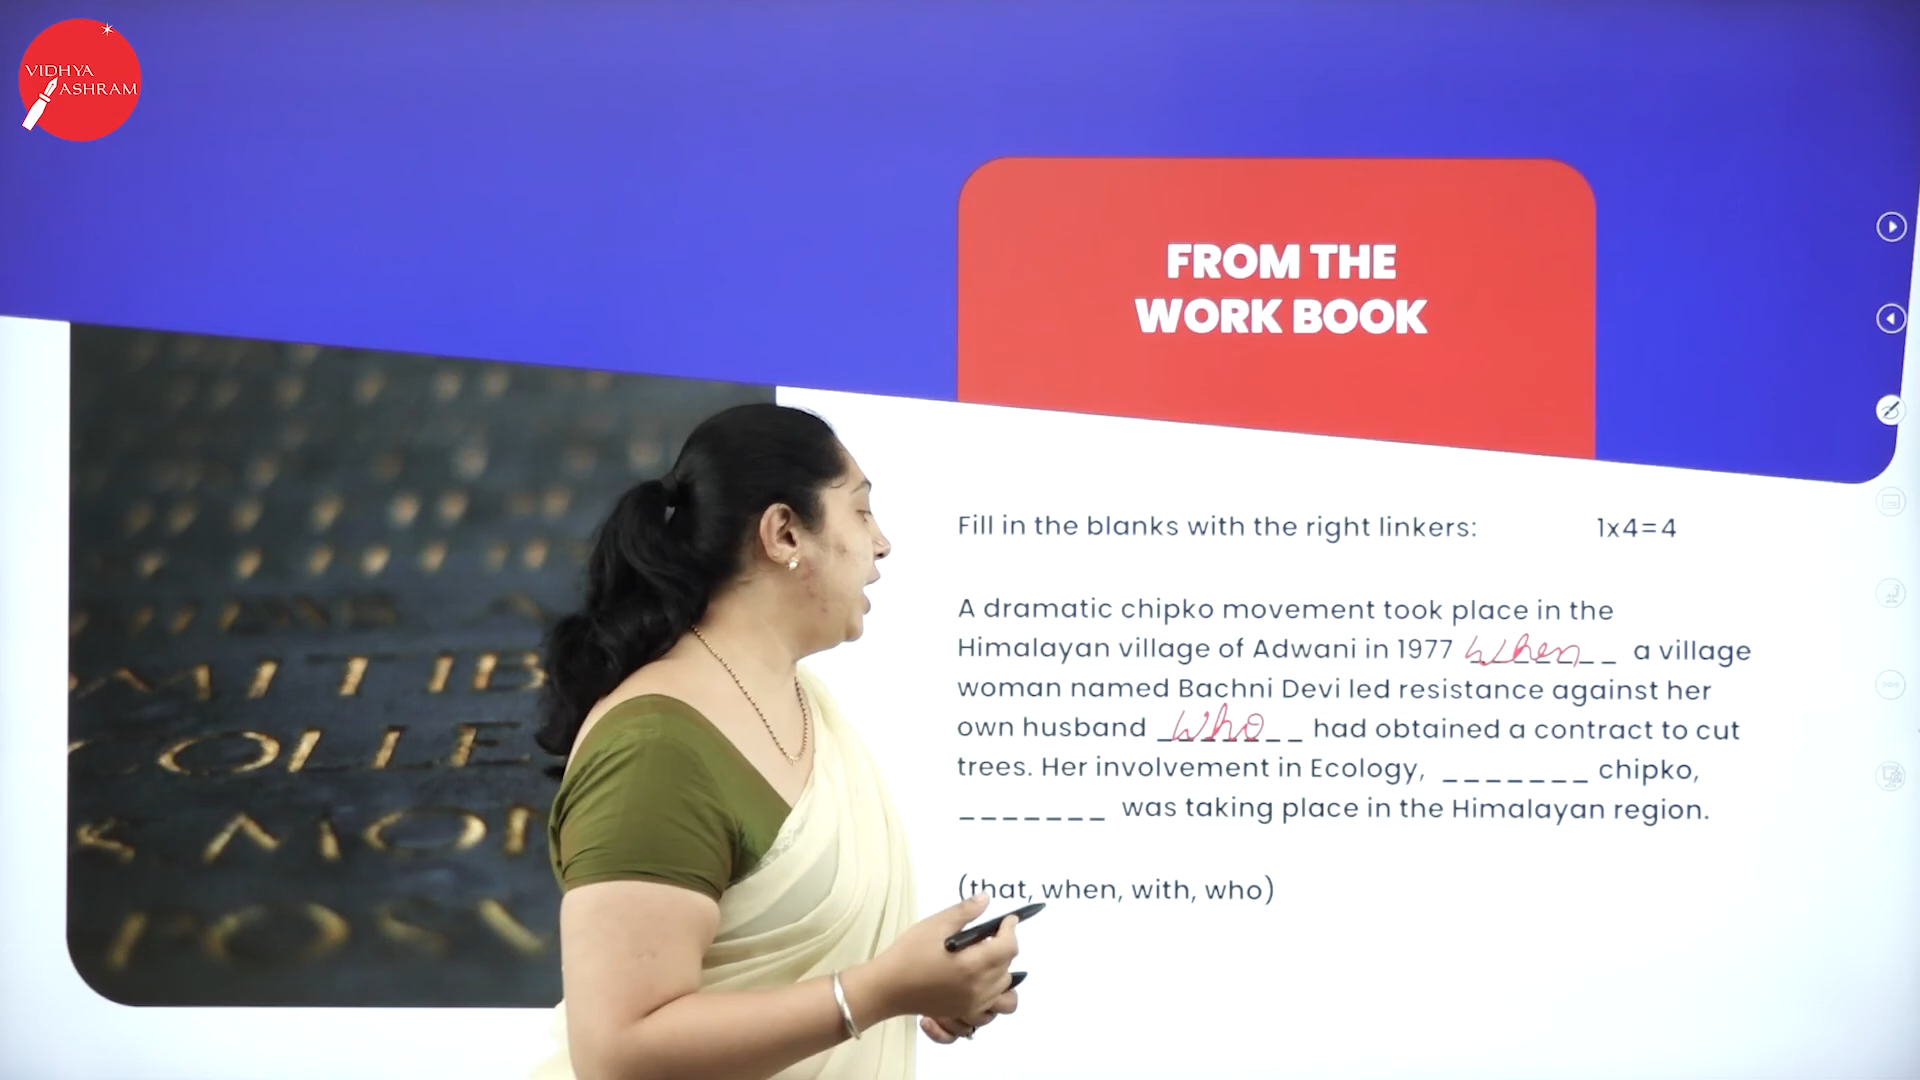 VIDHYA
ASHRAM
FROM THE
WORK BOOK
Fill in the blanks with the right linkers: 1x4=4
A dramatic chipko movement took place in the
Himalayan village of Adwani in 1977 When _ a village
woman named Bachni Devi led resistance against her
own husband _ Who _ _ had obtained a contract to cut
trees. Her involvement in Ecology, _ _ _ _ _ _ _ chipko,
_ _ _ _ _ _ _ was taking place in the Himalayan region.
(that, when, with, who)
COLLE